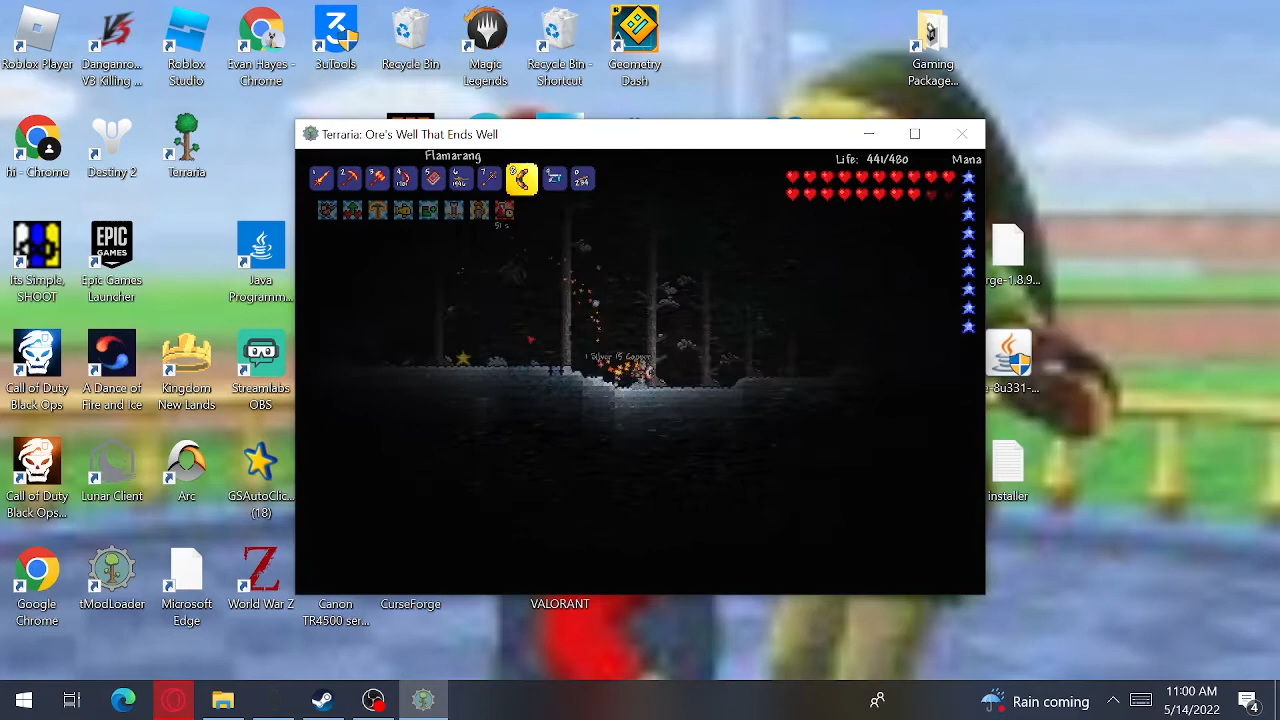 Roblox Player
Danganro...
V3 Killing ...
Roblox
Studio
Evan Hayes -
Chrome
3uTools
Recycle Bin
Magic
Legends
Recycle Bin -
Shortcut
Geometry
Dash
Gaming
Package...
hi - Chrome
Destiny 2
Terraria
Terraria: Ore's Well That Ends Well
Flamarang
Life: 441/480
Mana
51 s
1 Silver 15 Copper
Its Simple,
SHOOT
EPIC
GAMES
Epic Games
Launcher
Java
Programm...
rge-1.8.9...
Call of Duty
Black Ops
A Dance of
Fire and Ice
Kingdom
New Lands
Streamlabs
OBS
e-8u331-...
Call of Duty
Black Ops...
Lunar Client
Arc
GSAutoClic...
(18)
installer
Google
Chrome
tModLoader
Microsoft
Edge
World War Z
Canon
TR4500 ser...
CurseForge
VALORANT
Rain coming
11:00 AM
5/14/2022
4